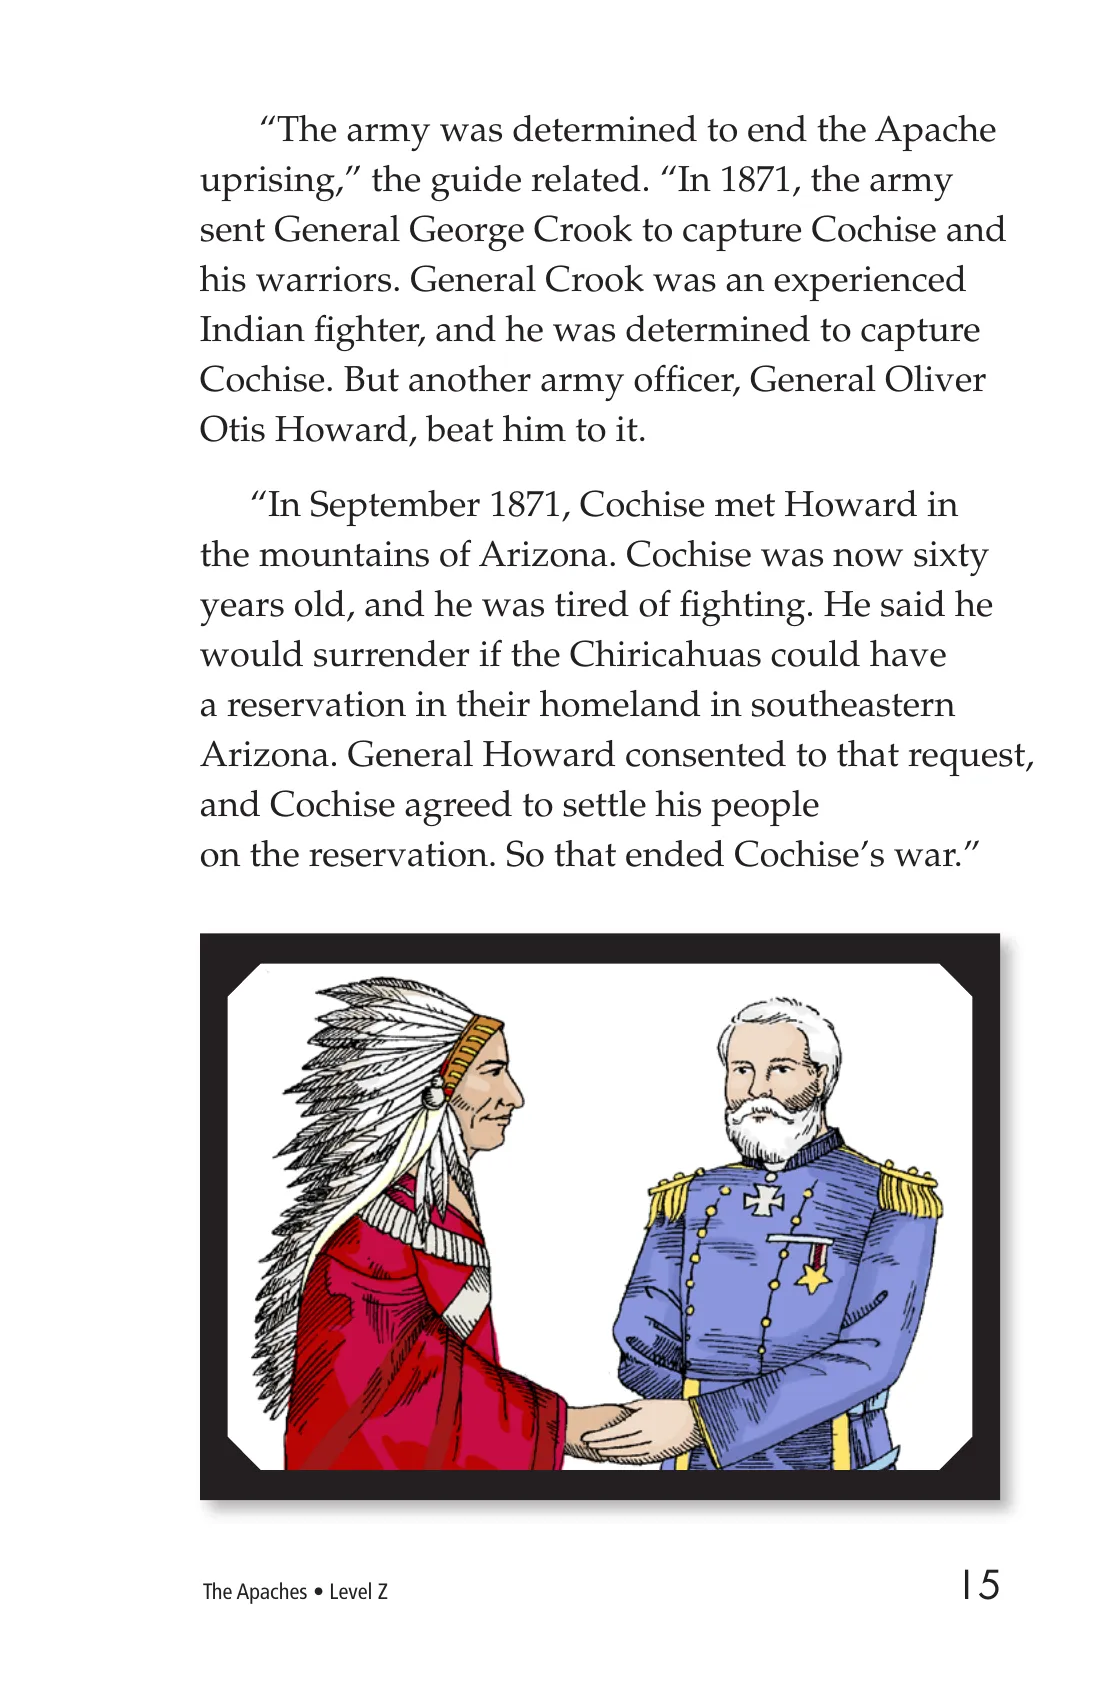 “The army was determined to end the Apache
uprising,” the guide related. “In 1871, the army
sent General George Crook to capture Cochise and
his warriors. General Crook was an experienced
Indian fighter, and he was determined to capture
Cochise. But another army officer, General Oliver
Otis Howard, beat him to it.
“In September 1871, Cochise met Howard in
the mountains of Arizona. Cochise was now sixty
years old, and he was tired of fighting. He said he
would surrender if the Chiricahuas could have
a reservation in their homeland in southeastern
Arizona. General Howard consented to that request,
and Cochise agreed to settle his people
on the reservation. So that ended Cochise’s war.”
The Apaches • Level Z
15